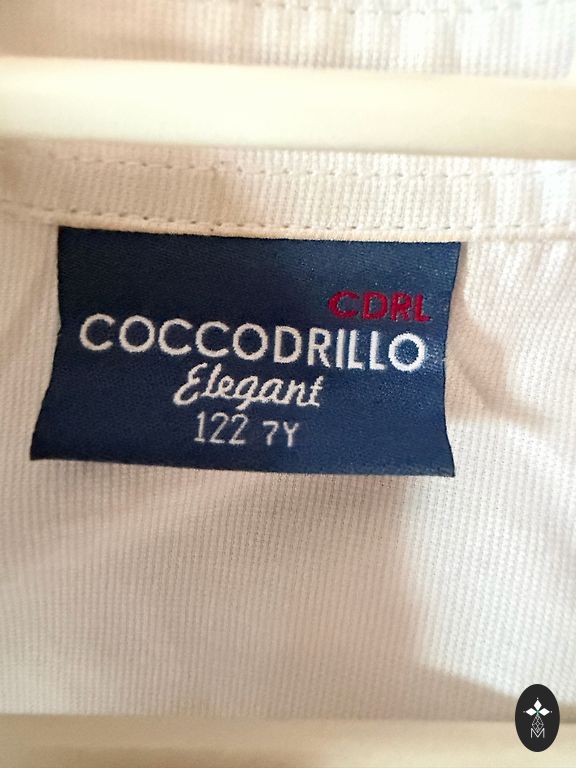 CDRL
COCCODRILLO
Elegant
122 7Y
M